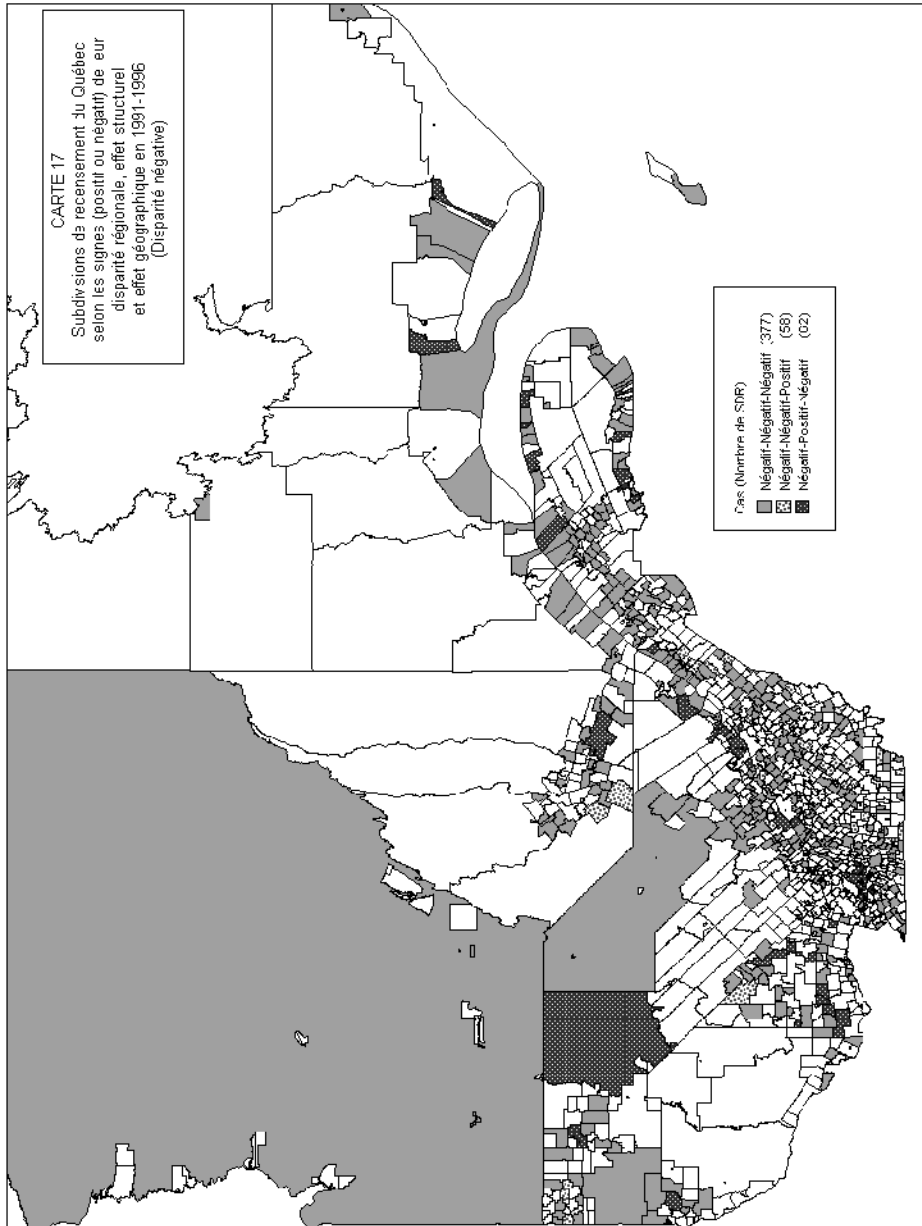 CARTE 17
Subdivisions de recensement du Québec
selon les signes (positif ou négatif) de eur
disparité régionale, effet structurel
et effet géographique en 1991-1996
(Disparité négative)
Cas (Nombre de SDR)
Négatif-Négatif-Négatif (377)
Négatif-Négatif-Positif (58)
Négatif-Positif-Négatif (62)